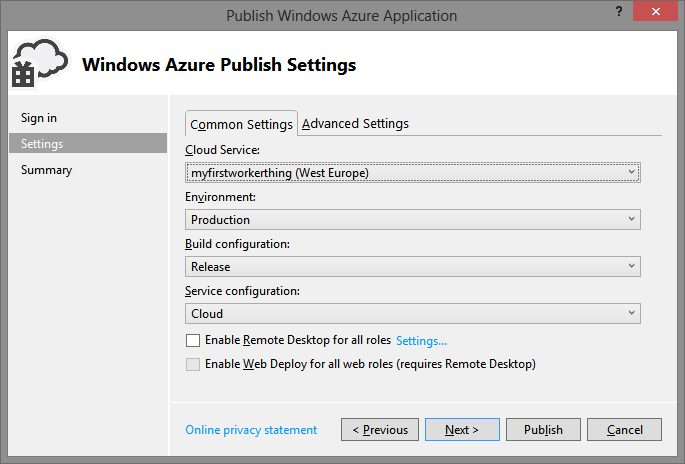 Publish Windows Azure Application
?
Windows Azure Publish Settings
Sign in
Settings
Summary
Common Settings
Advanced Settings
Cloud Service:
myfirstworkerthing (West Europe)
Environment:
Production
Build configuration:
Release
Service configuration:
Cloud
Enable Remote Desktop for all roles Settings...
Enable Web Deploy for all web roles (requires Remote Desktop)
Online privacy statement
< Previous
Next >
Publish
Cancel